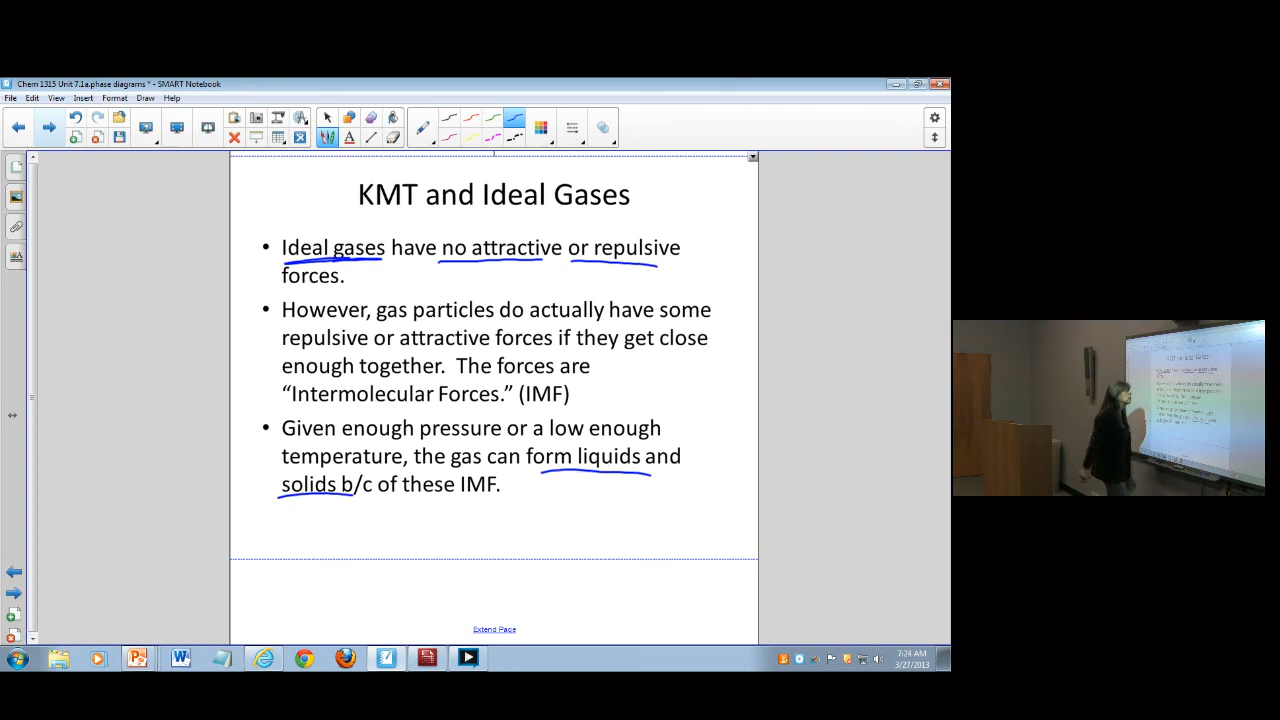 Chem 1315 Unit 7.1a.phase diagrams * - SMART Notebook
File Edit View Insert Format Draw Help
KMT and Ideal Gases
• Ideal gases have no attractive or repulsive
forces.
• However, gas particles do actually have some
repulsive or attractive forces if they get close
enough together. The forces are
“Intermolecular Forces.” (IMF)
• Given enough pressure or a low enough
temperature, the gas can form liquids and
solids b/c of these IMF.
Extend Page
7:24 AM
3/27/2013
KMT and Ideal Gases